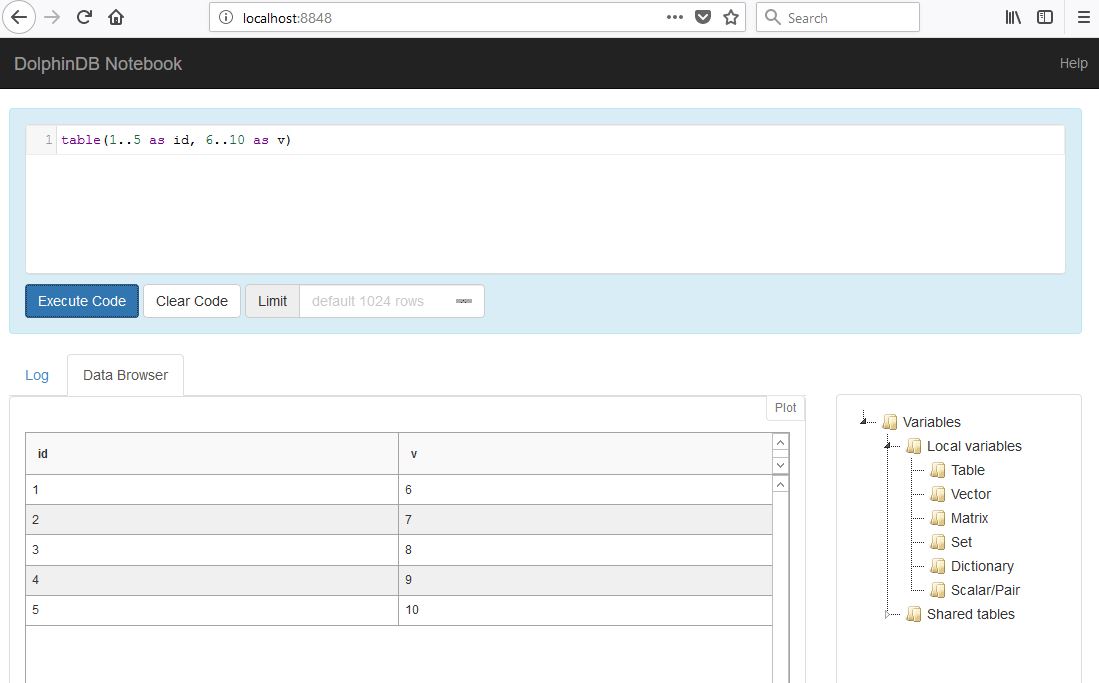 localhost:8848
Search
DolphinDB Notebook
Help
1 table(1..5 as id, 6..10 as v)
Execute Code
Clear Code
Limit
default 1024 rows
Log
Data Browser
Plot
id v
1 6
2 7
3 8
4 9
5 10
Variables
Local variables
Table
Vector
Matrix
Set
Dictionary
Scalar/Pair
Shared tables